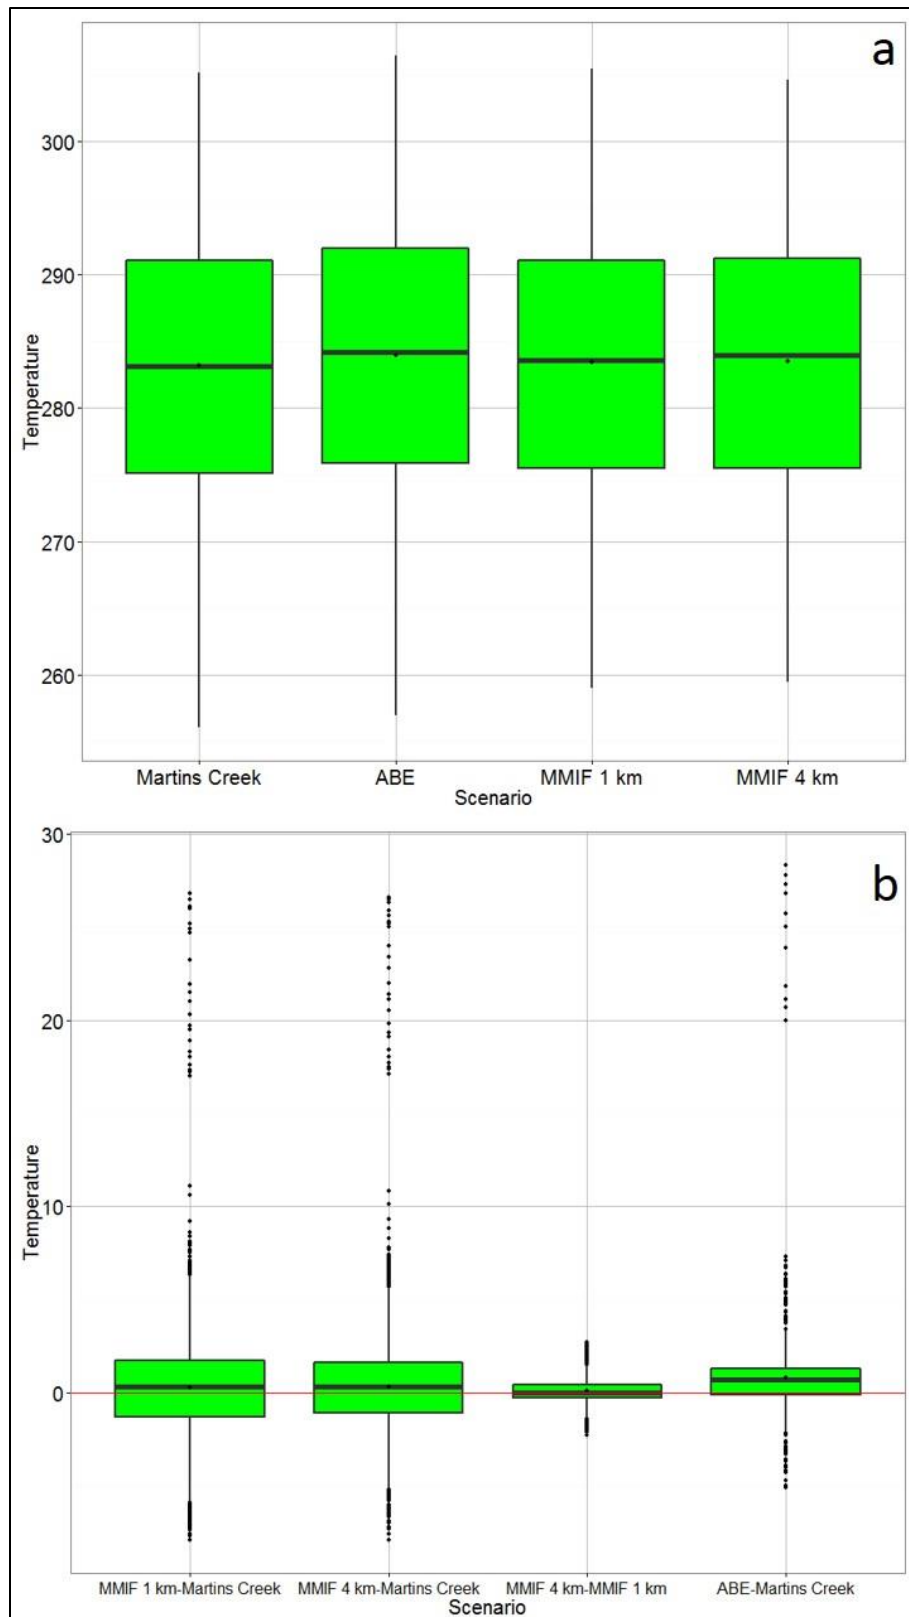 a
300
290
280
270
260
Temperature
Martins Creek ABE MMIF 1 km MMIF 4 km
Scenario
b
30
20
10
0
Temperature
MMIF 1 km-Martins Creek MMIF 4 km-Martins Creek MMIF 4 km-MMIF 1 km ABE-Martins Creek
Scenario